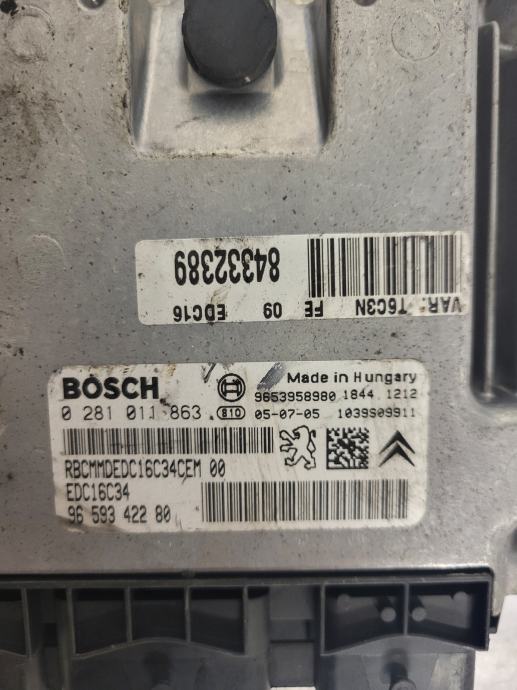 84332389
VAR: T6C3N FE 09 EDC16
BOSCH
Made in Hungary
9653958980 1844 1212
0 281 011 863 810 05-07-05 1039S09911
RBCMMDEDC16C34CEM 00
EDC16C34
96 593 422 80